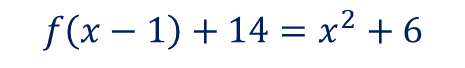 f(x − 1) + 14 = x² + 6